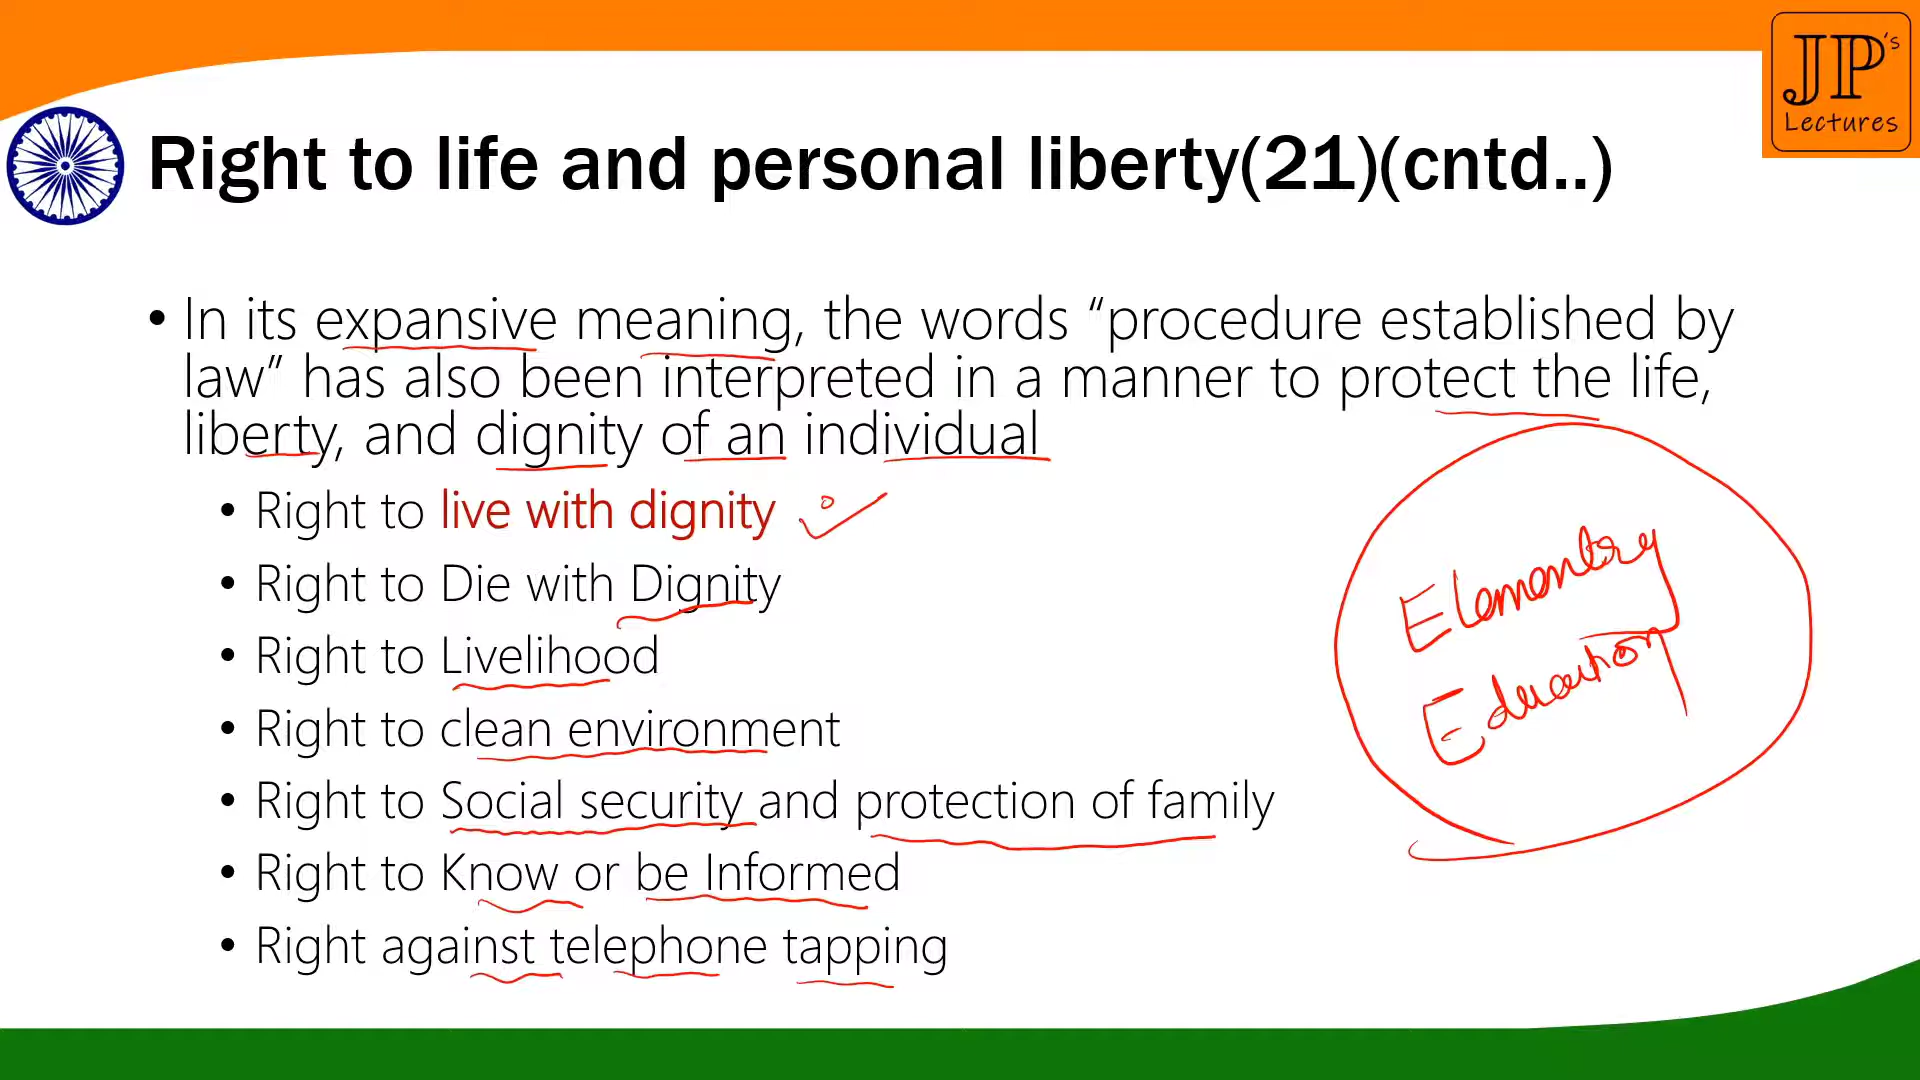 JP's
Lectures
Right to life and personal liberty(21)(cntd..)
• In its expansive meaning, the words “procedure established by
law” has also been interpreted in a manner to protect the life,
liberty, and dignity of an individual
• Right to live with dignity
• Right to Die with Dignity
• Right to Livelihood
• Right to clean environment
• Right to Social security and protection of family
• Right to Know or be Informed
• Right against telephone tapping
Elementry
Education